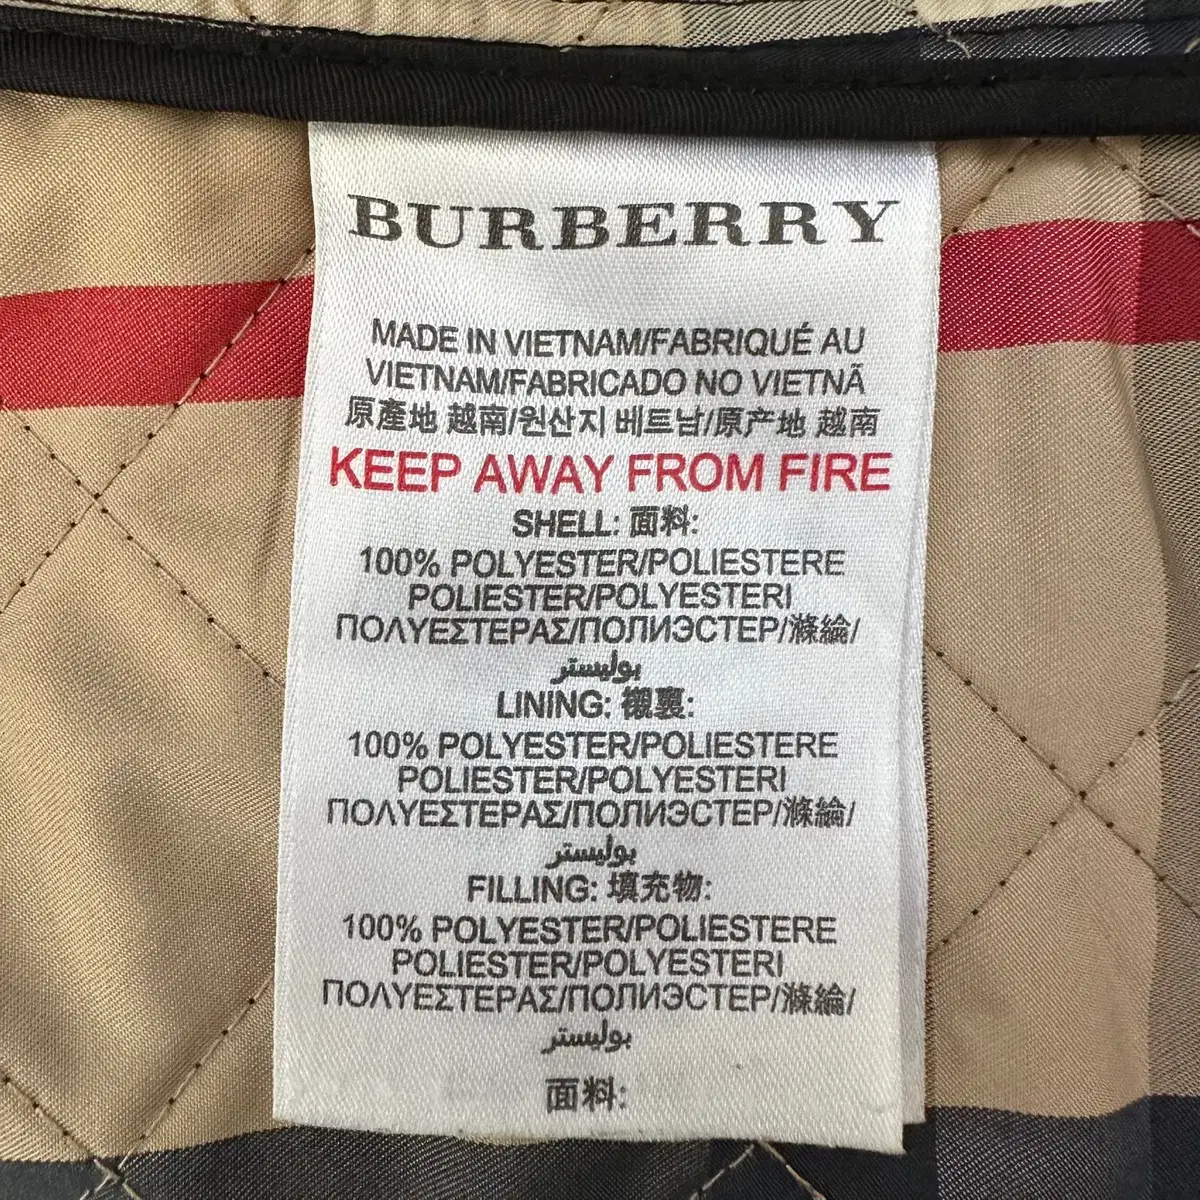 BURBERRY
MADE IN VIETNAM/FABRIQUÉ AU
VIETNAM/FABRICADO NO VIETNÃ
原產地 越南/원산지 베트남/原产地 越南
KEEP AWAY FROM FIRE
SHELL: 面料:
100% POLYESTER/POLIESTERE
POLIESTER/POLYESTERI
ΠΟΛΥΕΣΤΕΡΑΣ/ПОЛИЭСТЕР/滌綸/
بوليستر
LINING: 襯裏:
100% POLYESTER/POLIESTERE
POLIESTER/POLYESTERI
ΠΟΛΥΕΣΤΕΡΑΣ/ПОЛИЭСТЕР/滌綸/
بوليستر
FILLING: 填充物:
100% POLYESTER/POLIESTERE
POLIESTER/POLYESTERI
ΠΟΛΥΕΣΤΕΡΑΣ/ПОЛИЭСТЕР/滌綸/
بوليستر
面料: